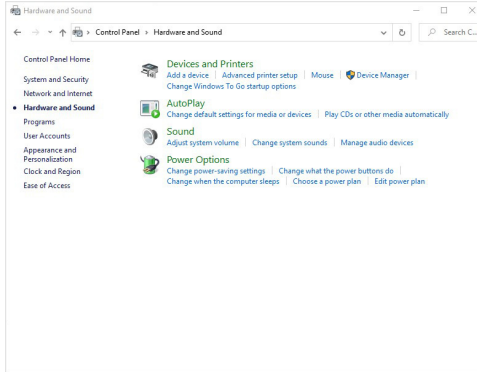 Hardware and Sound
Control Panel > Hardware and Sound
Search C...
Control Panel Home
System and Security
Network and Internet
Hardware and Sound
Programs
User Accounts
Appearance and
Personalization
Clock and Region
Ease of Access
Devices and Printers
Add a device | Advanced printer setup | Mouse | Device Manager |
Change Windows To Go startup options
AutoPlay
Change default settings for media or devices | Play CDs or other media automatically
Sound
Adjust system volume | Change system sounds | Manage audio devices
Power Options
Change power-saving settings | Change what the power buttons do |
Change when the computer sleeps | Choose a power plan | Edit power plan